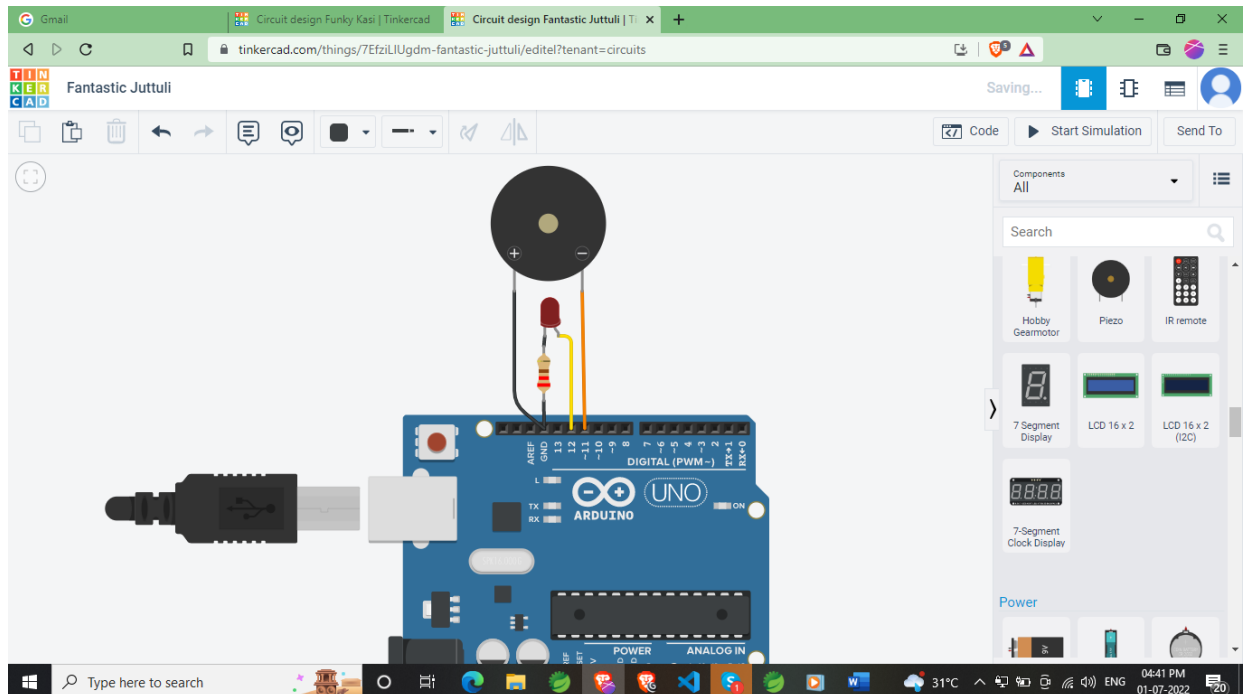 Gmail
Circuit design Funky Kasi | Tinkercad
Circuit design Fantastic Juttuli | Ti
tinkercad.com/things/7EfziLIUgdm-fantastic-juttuli/editel?tenant=circuits
TIN
KER
CAD
Fantastic Juttuli
Saving...
Code
Start Simulation
Send To
Components
All
Search
Hobby
Gearmotor
Piezo
IR remote
7 Segment
Display
LCD 16 x 2
LCD 16 x 2
(I2C)
7-Segment
Clock Display
Power
AREF
GND
13
12
~11
~10
~9
8
7
~6
~5
4
~3
2
TX→1
RX←0
DIGITAL (PWM~)
L
TX
RX
ARDUINO
UNO
ON
POWER
ANALOG IN
9V
Type here to search
31°C
ENG
04:41 PM
01-07-2022
20